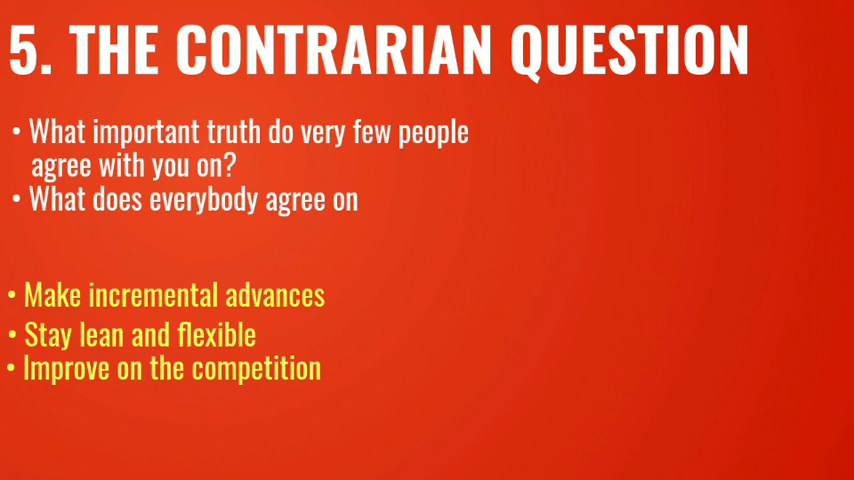 5. THE CONTRARIAN QUESTION
• What important truth do very few people
agree with you on?
• What does everybody agree on
• Make incremental advances
• Stay lean and flexible
• Improve on the competition